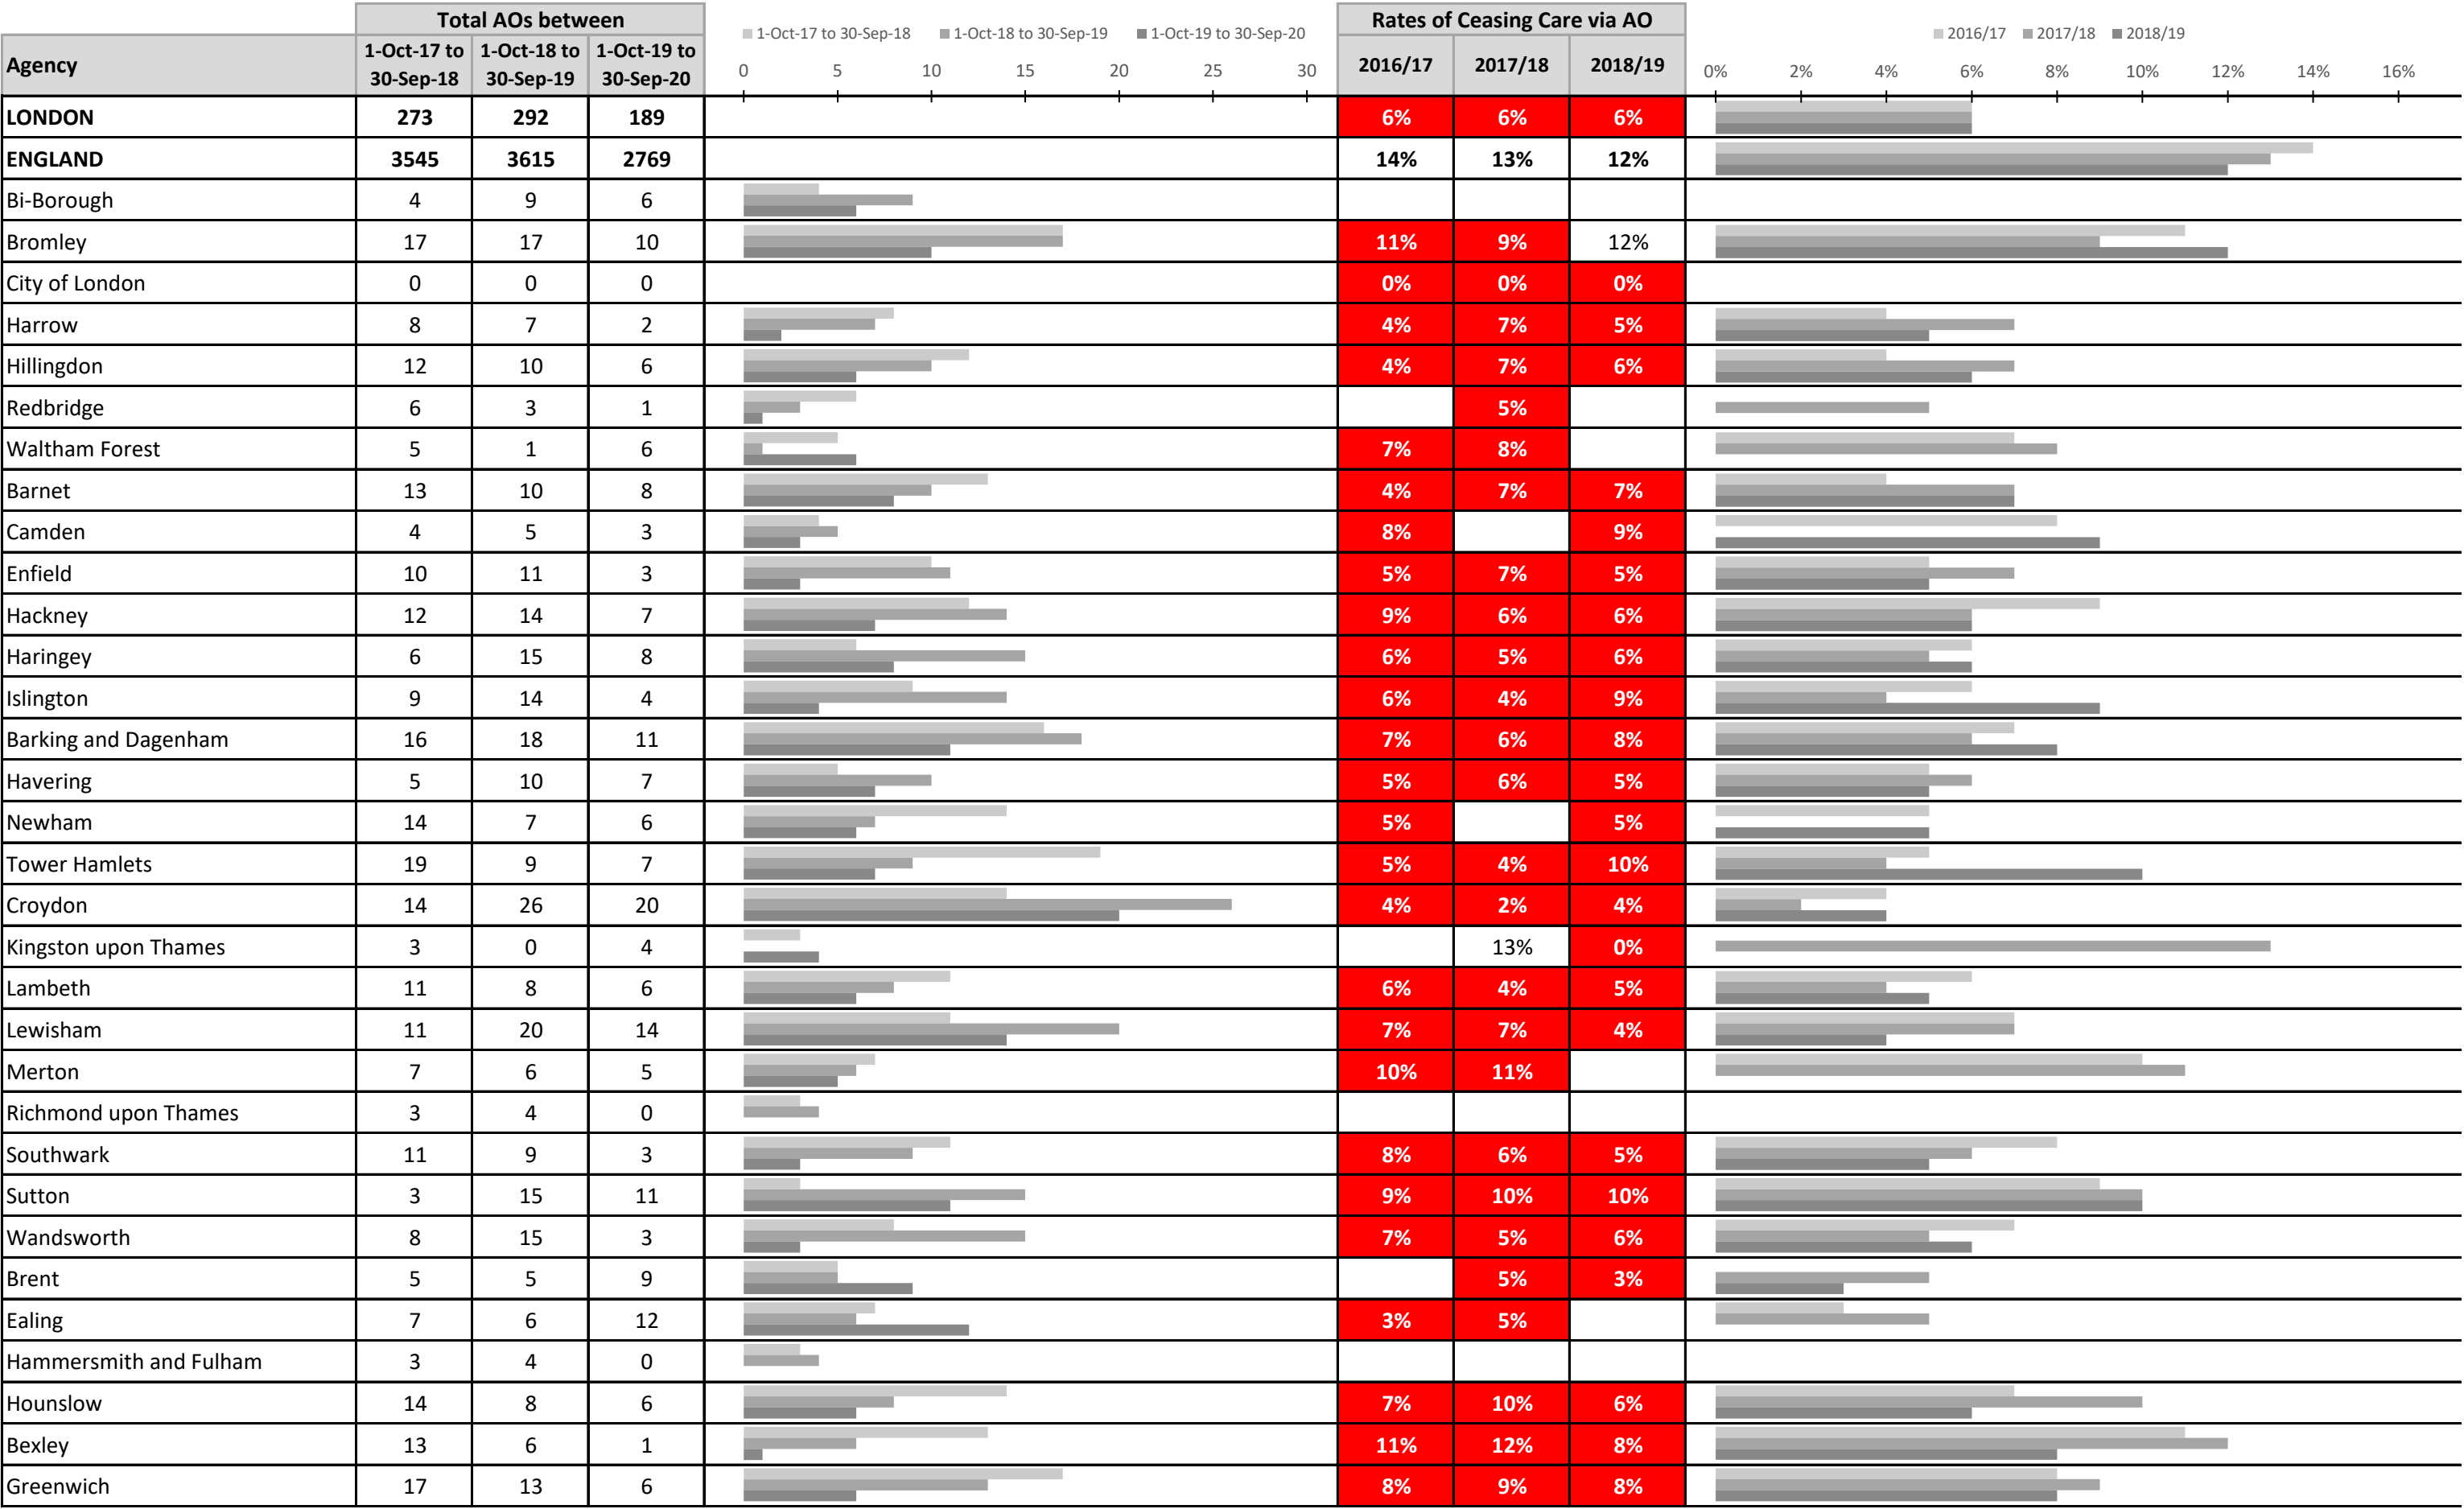 Total AOs between
Rates of Ceasing Care via AO
1-Oct-17 to 30-Sep-18 1-Oct-18 to 30-Sep-19 1-Oct-19 to 30-Sep-20
2016/17 2017/18 2018/19
Agency
1-Oct-17 to 30-Sep-18
1-Oct-18 to 30-Sep-19
1-Oct-19 to 30-Sep-20
0 5 10 15 20 25 30
2016/17 2017/18 2018/19
0% 2% 4% 6% 8% 10% 12% 14% 16%
LONDON 273 292 189 6% 6% 6%
ENGLAND 3545 3615 2769 14% 13% 12%
Bi-Borough 4 9 6
Bromley 17 17 10 11% 9% 12%
City of London 0 0 0 0% 0% 0%
Harrow 8 7 2 4% 7% 5%
Hillingdon 12 10 6 4% 7% 6%
Redbridge 6 3 1 5%
Waltham Forest 5 1 6 7% 8%
Barnet 13 10 8 4% 7% 7%
Camden 4 5 3 8% 9%
Enfield 10 11 3 5% 7% 5%
Hackney 12 14 7 9% 6% 6%
Haringey 6 15 8 6% 5% 6%
Islington 9 14 4 6% 4% 9%
Barking and Dagenham 16 18 11 7% 6% 8%
Havering 5 10 7 5% 6% 5%
Newham 14 7 6 5% 5%
Tower Hamlets 19 9 7 5% 4% 10%
Croydon 14 26 20 4% 2% 4%
Kingston upon Thames 3 0 4 13% 0%
Lambeth 11 8 6 6% 4% 5%
Lewisham 11 20 14 7% 7% 4%
Merton 7 6 5 10% 11%
Richmond upon Thames 3 4 0
Southwark 11 9 3 8% 6% 5%
Sutton 3 15 11 9% 10% 10%
Wandsworth 8 15 3 7% 5% 6%
Brent 5 5 9 5% 3%
Ealing 7 6 12 3% 5%
Hammersmith and Fulham 3 4 0
Hounslow 14 8 6 7% 10% 6%
Bexley 13 6 1 11% 12% 8%
Greenwich 17 13 6 8% 9% 8%